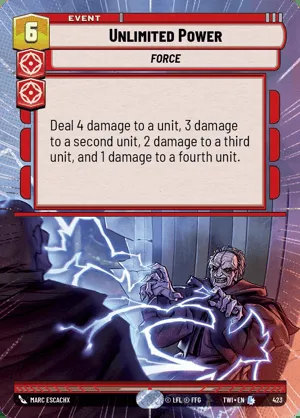 EVENT
6
UNLIMITED POWER
FORCE
Deal 4 damage to a unit, 3 damage
to a second unit, 2 damage to a third
unit, and 1 damage to a fourth unit.
MARC ESCACHX
© LFL © FFG
TWI • EN
423